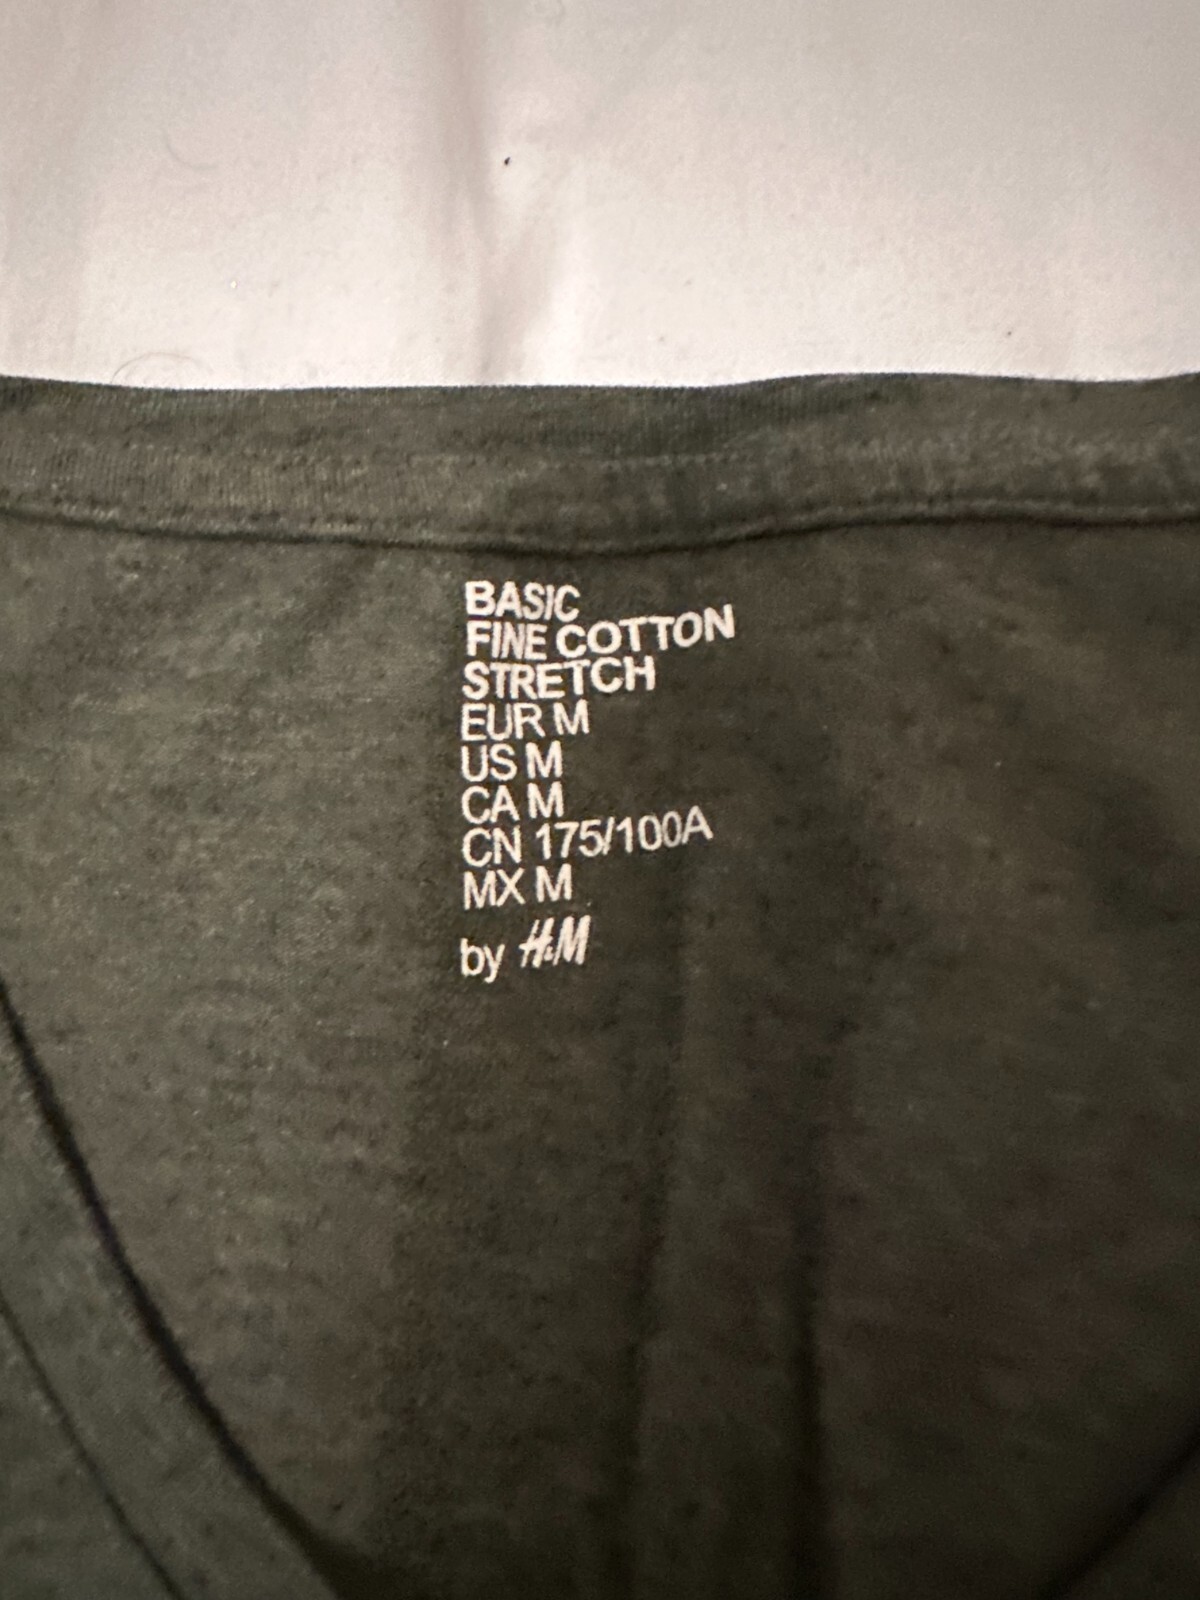 BASIC
FINE COTTON
STRETCH
EUR M
US M
CA M
CN 175/100A
MX M
by H&M